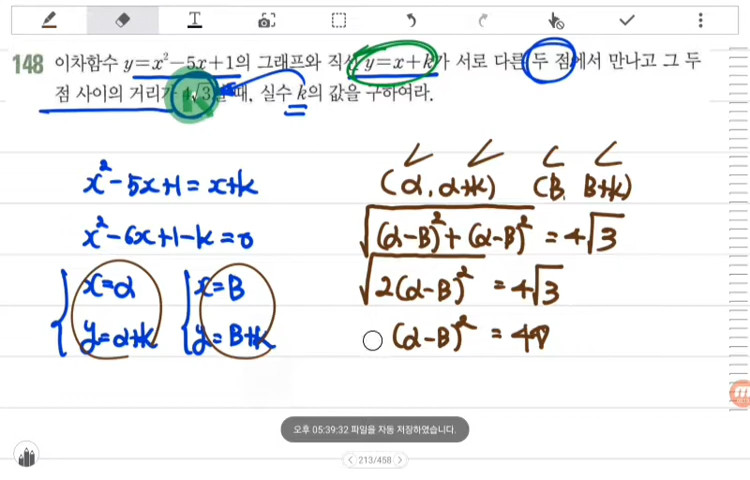 148 이차함수 y=x²-5x+1의 그래프와 직선 y=x+k가 서로 다른 두 점에서 만나고 그 두
점 사이의 거리가 4√3일 때, 실수 k의 값을 구하여라.
x²-5x+1=x+k
x²-6x+1-k=0
x=α x=B
y=α+k y=B+k
(α, α+k) (B, B+k)
√(α-B)²+(α-B)² = 4√3
√2(α-B)² = 4√3
(α-B)² = 4
오후 05:39:32 파일을 자동 저장하였습니다.
213/458